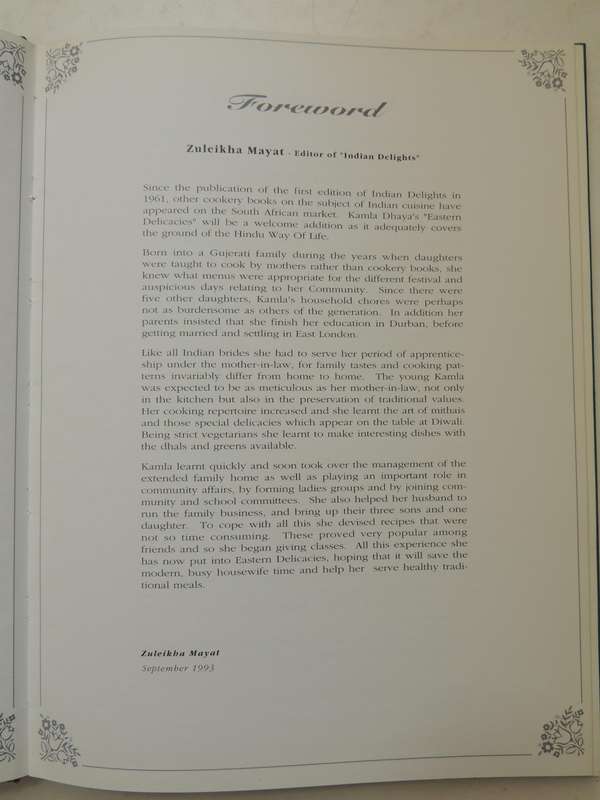 Foreword
Zuleikha Mayat - Editor of "Indian Delights"
Since the publication of the first edition of Indian Delights in
1961, other cookery books on the subject of Indian cuisine have
appeared on the South African market. Kamla Dhaya's "Eastern
Delicacies" will be a welcome addition as it adequately covers
the ground of the Hindu Way Of Life.
Born into a Gujerati family during the years when daughters
were taught to cook by mothers rather than cookery books, she
knew what menus were appropriate for the different festival and
auspicious days relating to her Community. Since there were
five other daughters, Kamla's household chores were perhaps
not as burdensome as others of the generation. In addition her
parents insisted that she finish her education in Durban, before
getting married and settling in East London.
Like all Indian brides she had to serve her period of apprentice-
ship under the mother-in-law, for family tastes and cooking pat-
terns invariably differ from home to home. The young Kamla
was expected to be as meticulous as her mother-in-law, not only
in the kitchen but also in the preservation of traditional values.
Her cooking repertoire increased and she learnt the art of mithais
and those special delicacies which appear on the table at Diwali.
Being strict vegetarians she learnt to make interesting dishes with
the dhals and greens available.
Kamla learnt quickly and soon took over the management of the
extended family home as well as playing an important role in
community affairs, by forming ladies groups and by joining com-
munity and school committees. She also helped her husband to
run the family business, and bring up their three sons and one
daughter. To cope with all this she devised recipes that were
not so time consuming. These proved very popular among
friends and so she began giving classes. All this experience she
has now put into Eastern Delicacies, hoping that it will save the
modern, busy housewife time and help her serve healthy tradi-
tional meals.
Zuleikha Mayat
September 1993